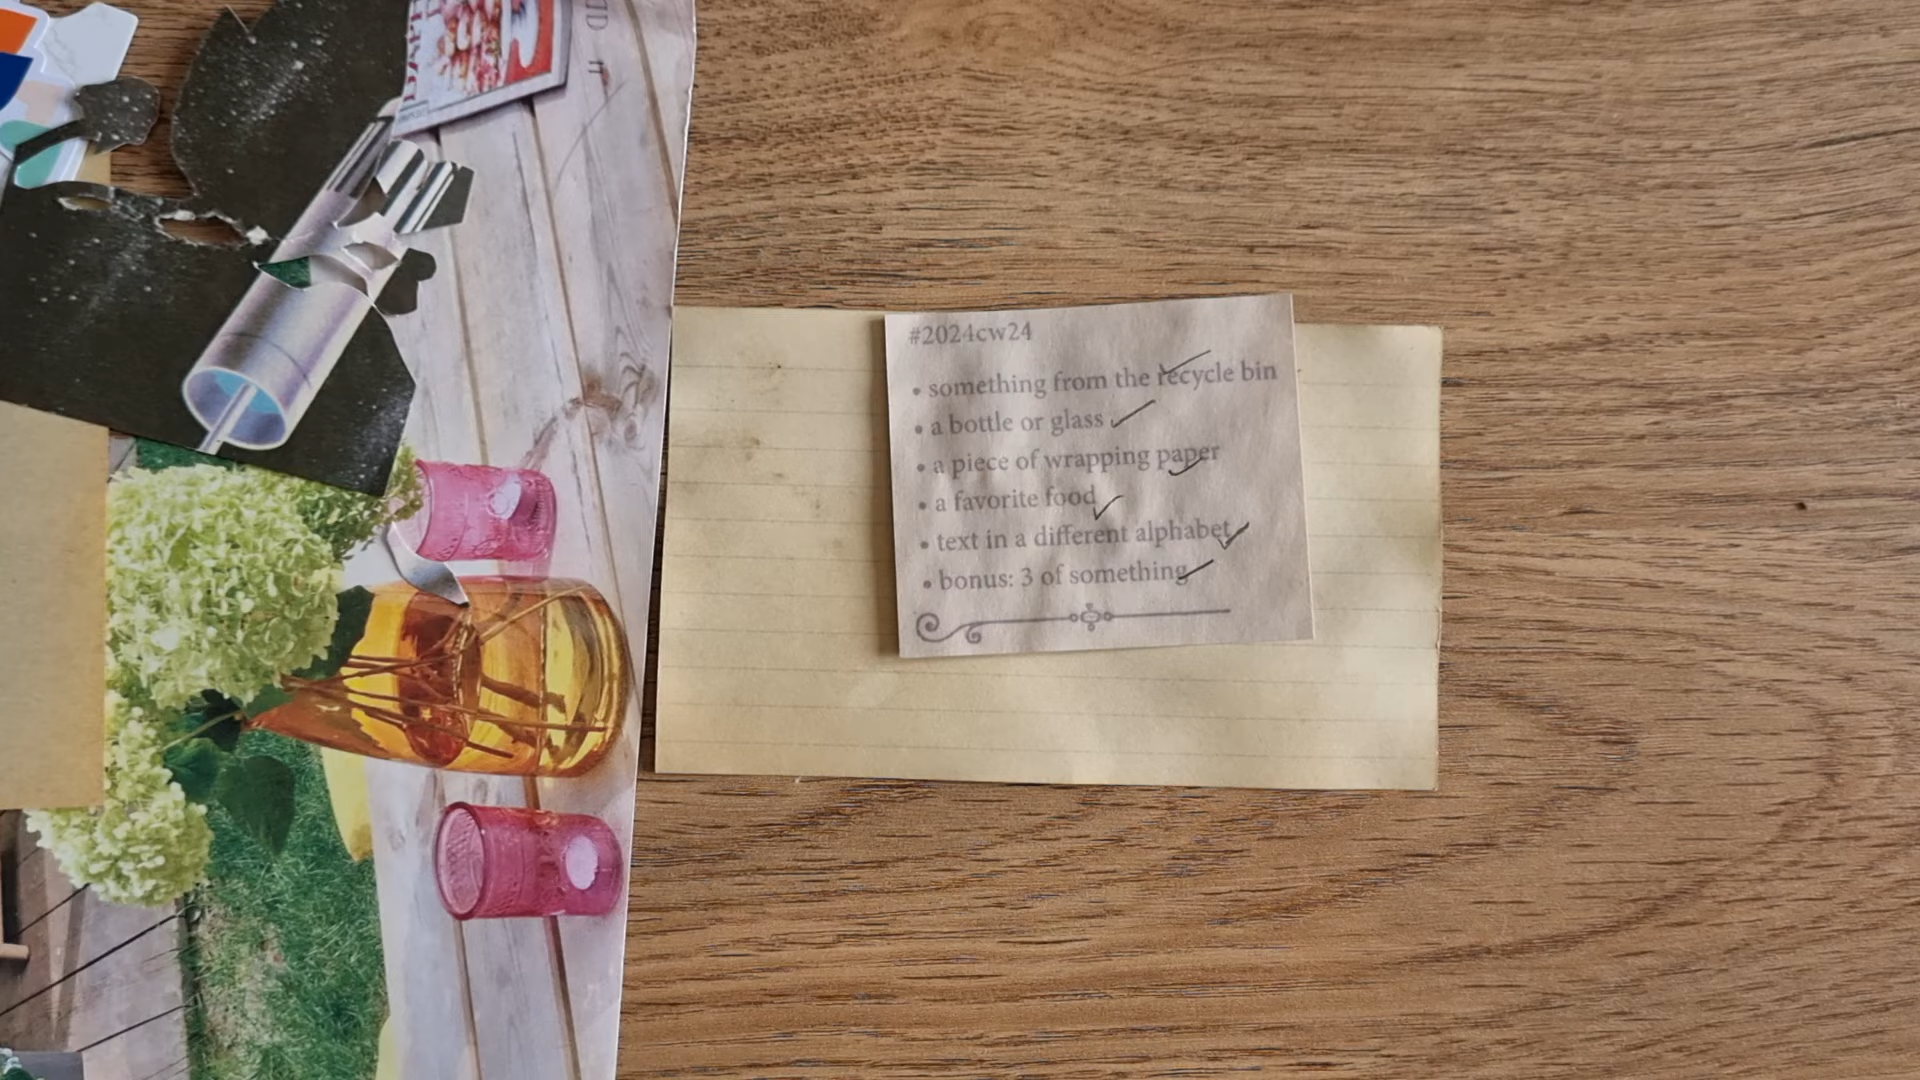 #2024cw24
• something from the recycle bin
• a bottle or glass
• a piece of wrapping paper
• a favorite food
• text in a different alphabet
• bonus: 3 of something